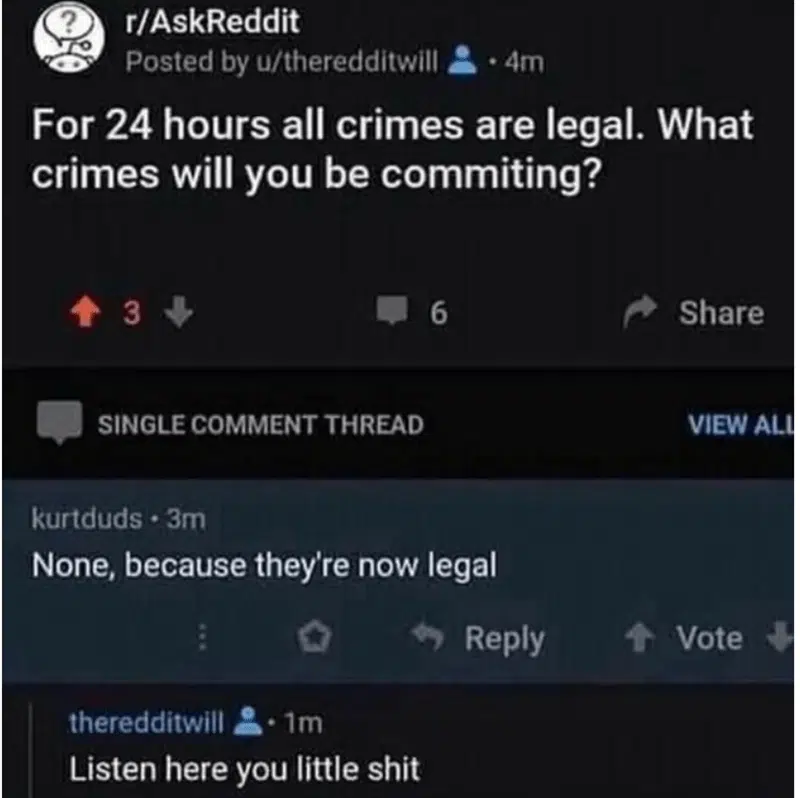 r/AskReddit
Posted by u/theredditwill • 4m
For 24 hours all crimes are legal. What
crimes will you be commiting?
3 6 Share
SINGLE COMMENT THREAD VIEW ALL
kurtduds • 3m
None, because they're now legal
Reply Vote
theredditwill • 1m
Listen here you little shit